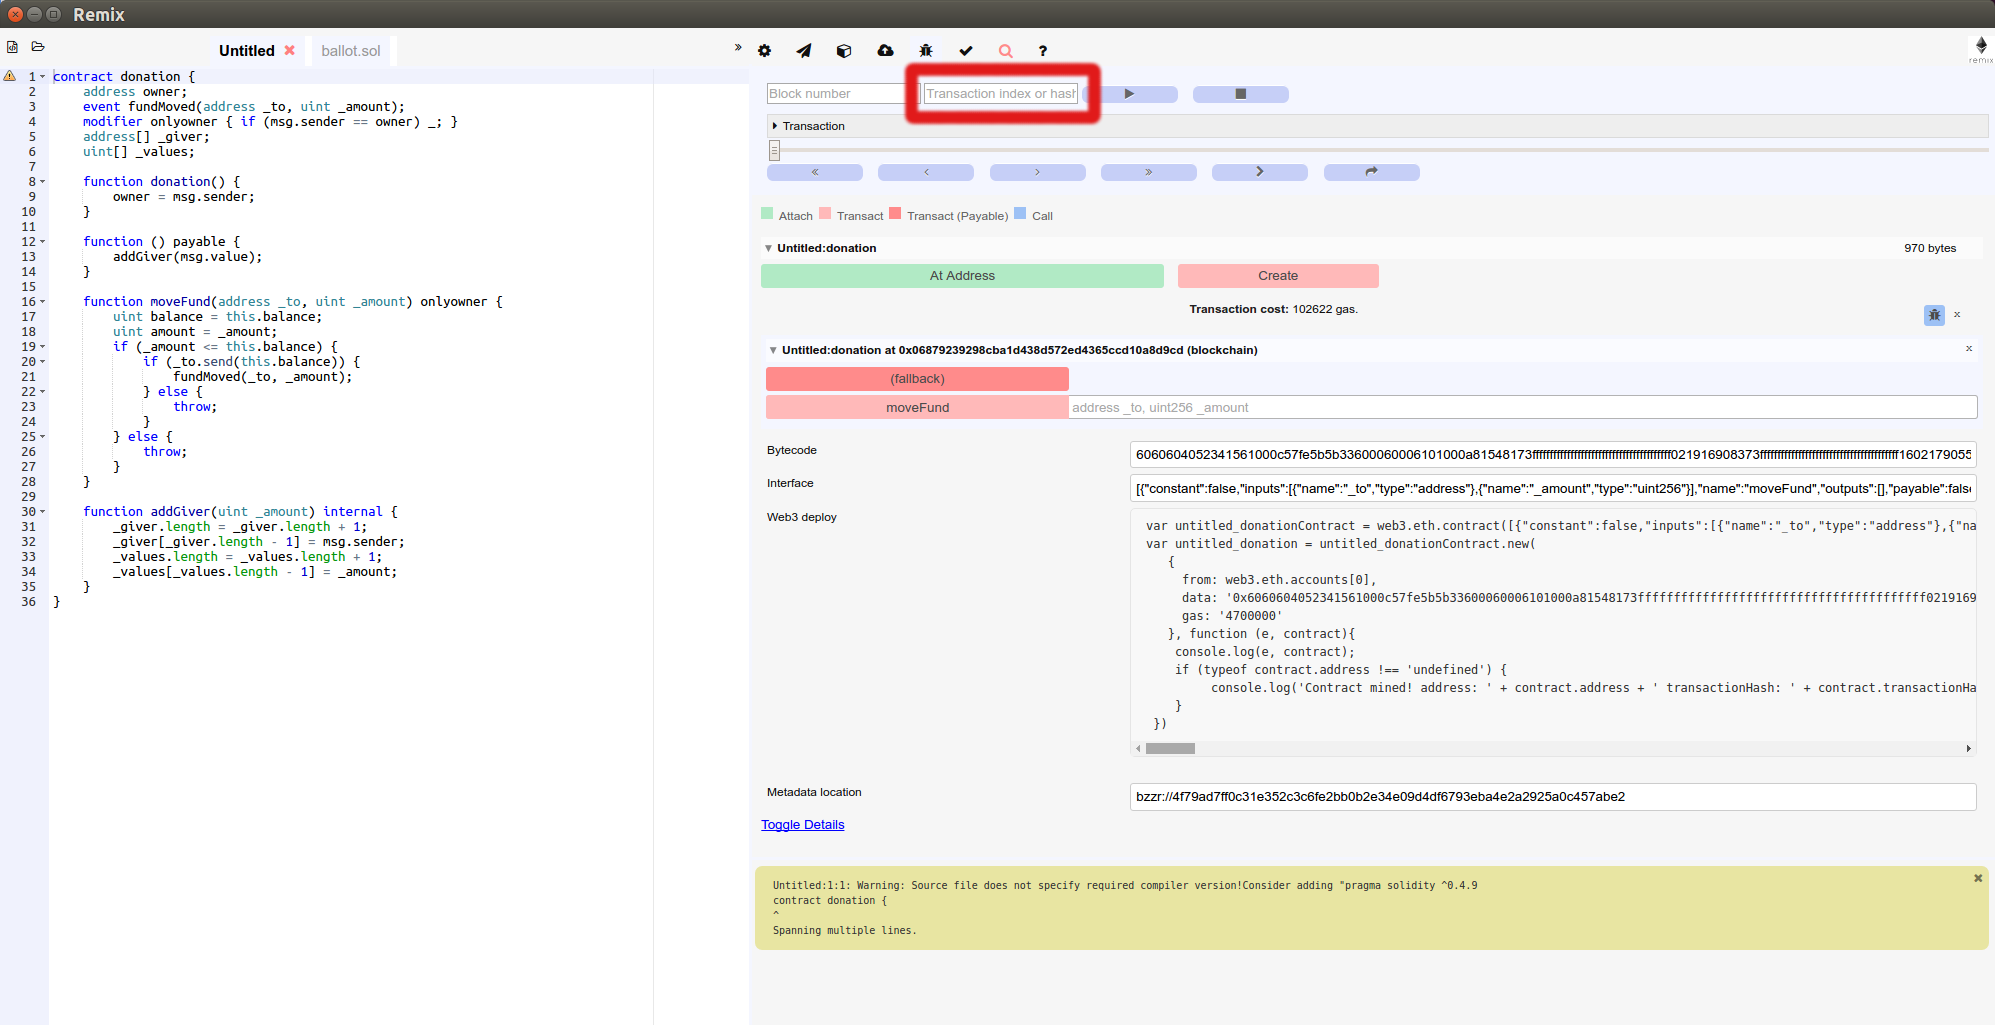 Remix
Untitled
ballot.sol
remix
1 contract donation {
2 address owner;
3 event fundMoved(address _to, uint _amount);
4 modifier onlyowner { if (msg.sender == owner) _; }
5 address[] _giver;
6 uint[] _values;
7
8 function donation() {
9 owner = msg.sender;
10 }
11
12 function () payable {
13 addGiver(msg.value);
14 }
15
16 function moveFund(address _to, uint _amount) onlyowner {
17 uint balance = this.balance;
18 uint amount = _amount;
19 if (_amount <= this.balance) {
20 if (_to.send(this.balance)) {
21 fundMoved(_to, _amount);
22 } else {
23 throw;
24 }
25 } else {
26 throw;
27 }
28 }
29
30 function addGiver(uint _amount) internal {
31 _giver.length = _giver.length + 1;
32 _giver[_giver.length - 1] = msg.sender;
33 _values.length = _values.length + 1;
34 _values[_values.length - 1] = _amount;
35 }
36 }
Block number
Transaction index or hash
Transaction
Attach Transact Transact (Payable) Call
Untitled:donation 970 bytes
At Address Create
Transaction cost: 102622 gas.
Untitled:donation at 0x06879239298cba1d438d572ed4365ccd10a8d9cd (blockchain)
(fallback)
moveFund address _to, uint256 _amount
Bytecode
Interface [{"constant":false,"inputs":[{"name":"_to","type":"address"},{"name":"_amount","type":"uint256"}],"name":"moveFund","outputs":[],"payable":false
Web3 deploy
var untitled_donationContract = web3.eth.contract([{"constant":false,"inputs":[{"name":"_to","type":"address"},{"na
var untitled_donation = untitled_donationContract.new(
{
from: web3.eth.accounts[0],
data:
gas: '4700000'
}, function (e, contract){
console.log(e, contract);
if (typeof contract.address !== 'undefined') {
console.log('Contract mined! address: ' + contract.address + ' transactionHash: ' + contract.transactionHa
}
})
Metadata location bzzr://4f79ad7ff0c31e352c3c6fe2bb0b2e34e09d4df6793eba4e2a2925a0c457abe2
Toggle Details
Untitled:1:1: Warning: Source file does not specify required compiler version!Consider adding "pragma solidity ^0.4.9
contract donation {
^
Spanning multiple lines.